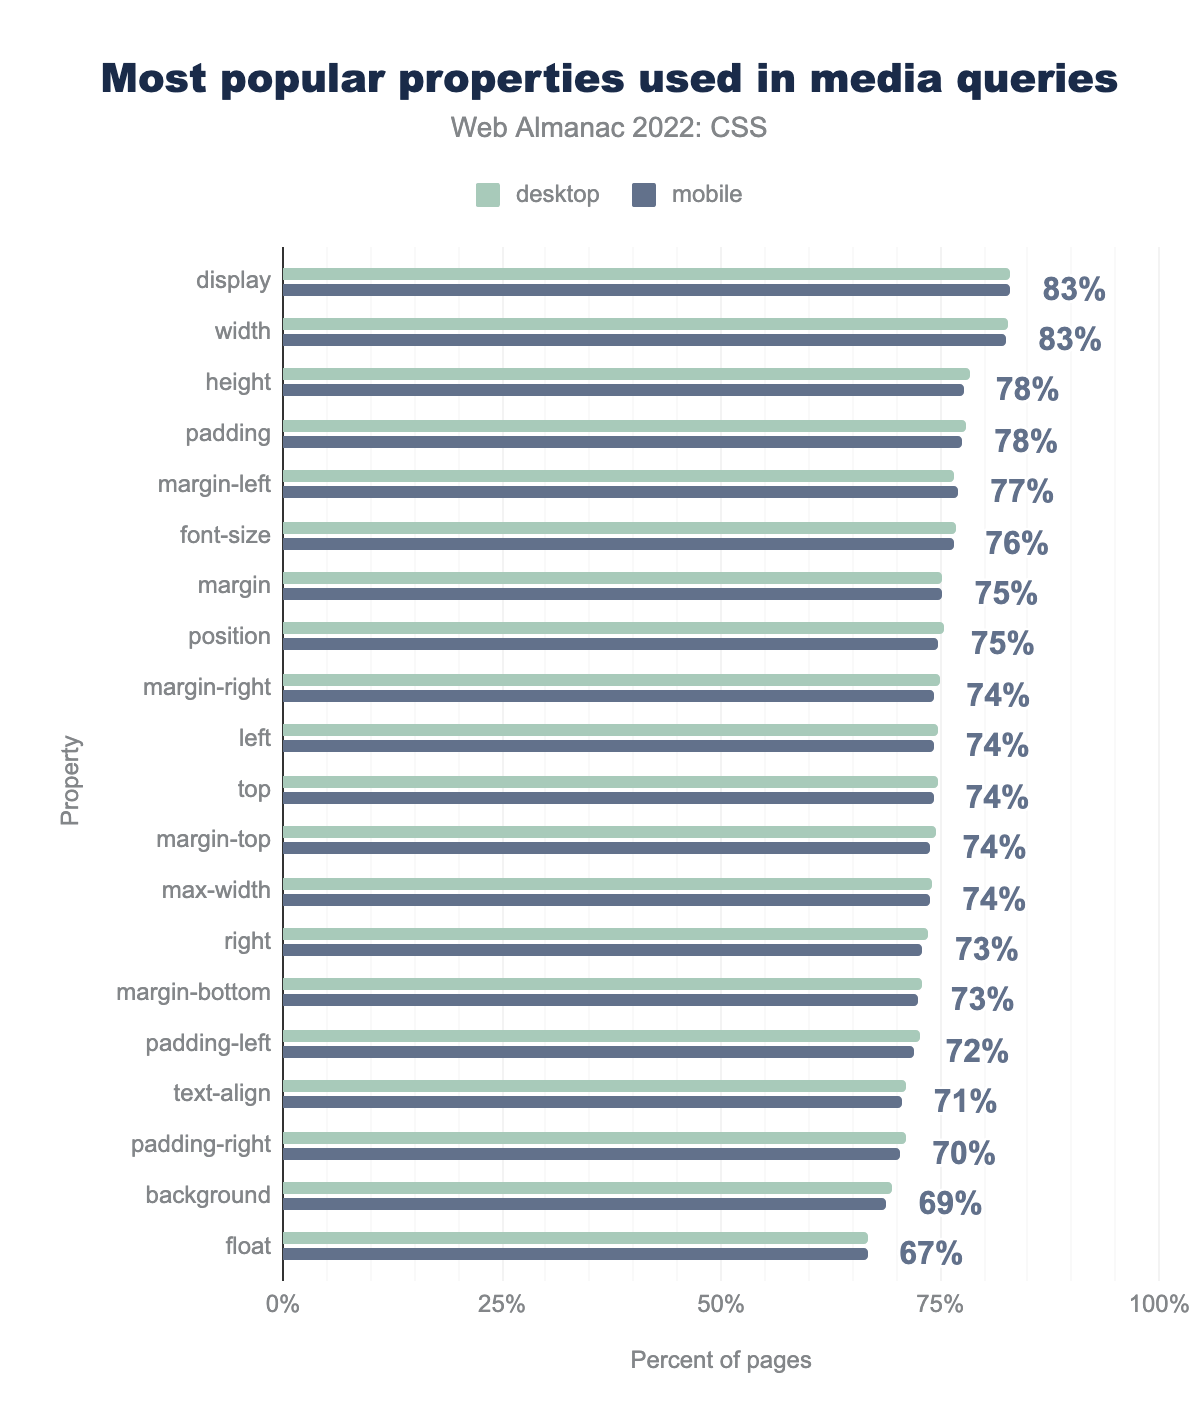 Most popular properties used in media queries
Web Almanac 2022: CSS
desktop mobile
display 83%
width 83%
height 78%
padding 78%
margin-left 77%
font-size 76%
margin 75%
position 75%
margin-right 74%
left 74%
top 74%
margin-top 74%
max-width 74%
right 73%
margin-bottom 73%
padding-left 72%
text-align 71%
padding-right 70%
background 69%
float 67%
Property
0% 25% 50% 75% 100%
Percent of pages